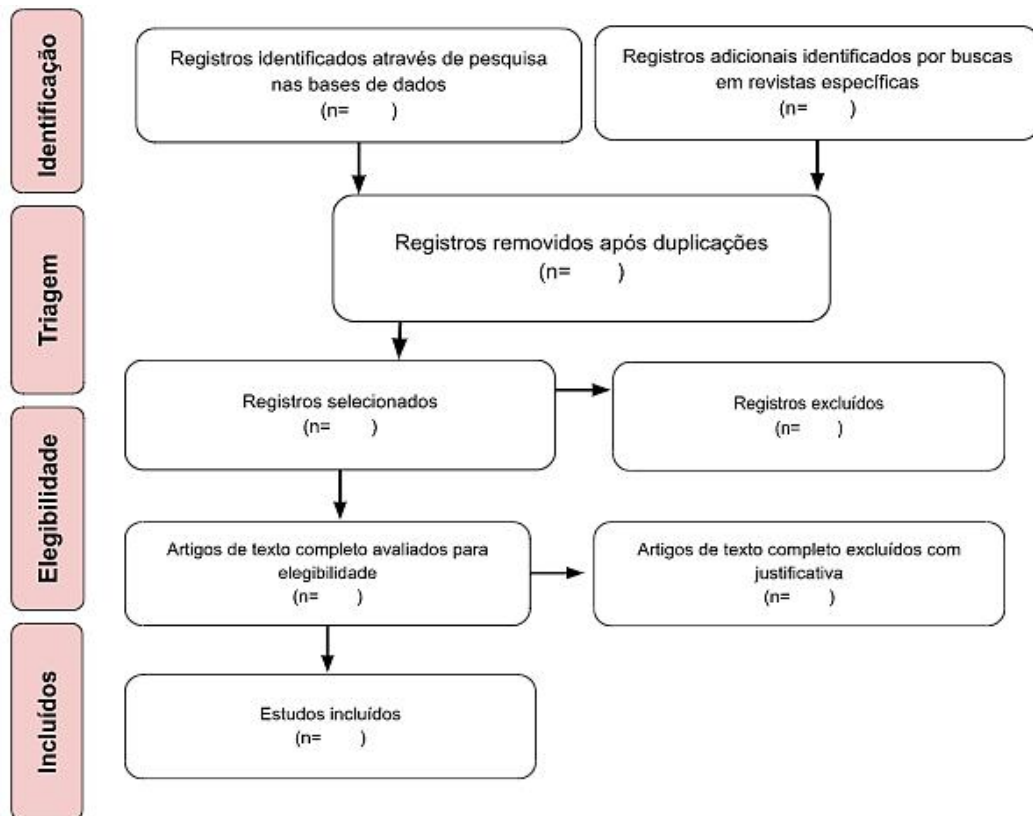 Identificação
Registros identificados através de pesquisa
nas bases de dados
(n= )
Registros adicionais identificados por buscas
em revistas específicas
(n= )
Triagem
Registros removidos após duplicações
(n= )
Registros selecionados
(n= )
Registros excluídos
(n= )
Elegibilidade
Artigos de texto completo avaliados para
elegibilidade
(n= )
Artigos de texto completo excluídos com
justificativa
(n= )
Incluídos
Estudos incluídos
(n= )